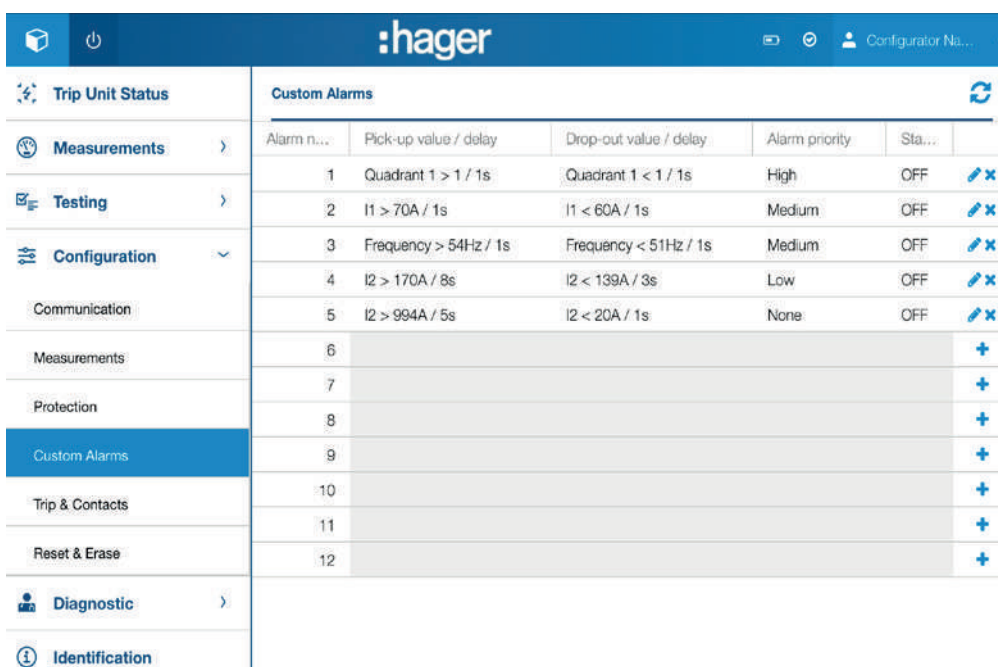 :hager
Configurator Na...
Trip Unit Status
Measurements
Testing
Configuration
Communication
Measurements
Protection
Custom Alarms
Trip & Contacts
Reset & Erase
Diagnostic
Identification
Custom Alarms
Alarm n... Pick-up value / delay Drop-out value / delay Alarm priority Sta...
1 Quadrant 1 > 1 / 1s Quadrant 1 < 1 / 1s High OFF
2 I1 > 70A / 1s I1 < 60A / 1s Medium OFF
3 Frequency > 54Hz / 1s Frequency < 51Hz / 1s Medium OFF
4 I2 > 170A / 8s I2 < 139A / 3s Low OFF
5 I2 > 994A / 5s I2 < 20A / 1s None OFF
6
7
8
9
10
11
12